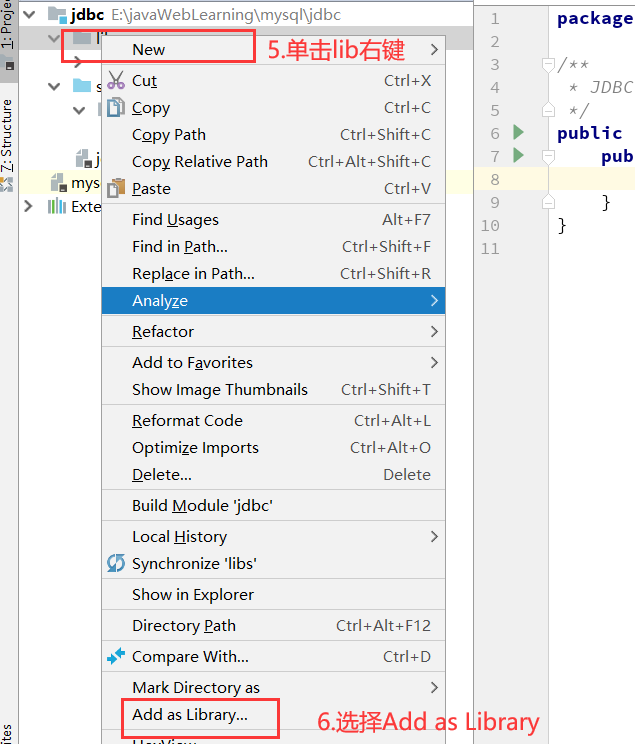 1: Proje
Z: Structure
ites
jdbc E:\javaWebLearning\mysql\jdbc
New
5.单击lib右键
Cut Ctrl+X
Copy Ctrl+C
Copy Path Ctrl+Shift+C
Copy Relative Path Ctrl+Alt+Shift+C
Paste Ctrl+V
Find Usages Alt+F7
Find in Path... Ctrl+Shift+F
Replace in Path... Ctrl+Shift+R
Analyze
Refactor
Add to Favorites
Show Image Thumbnails Ctrl+Shift+T
Reformat Code Ctrl+Alt+L
Optimize Imports Ctrl+Alt+O
Delete... Delete
Build Module 'jdbc'
Local History
Synchronize 'libs'
Show in Explorer
Directory Path Ctrl+Alt+F12
Compare With... Ctrl+D
Mark Directory as
Add as Library...
6.选择Add as Library
s
j
mys
Exte
1 package
2
3 /**
4 * JDBC
5 */
6 public
7 pub
8
9 }
10 }
11